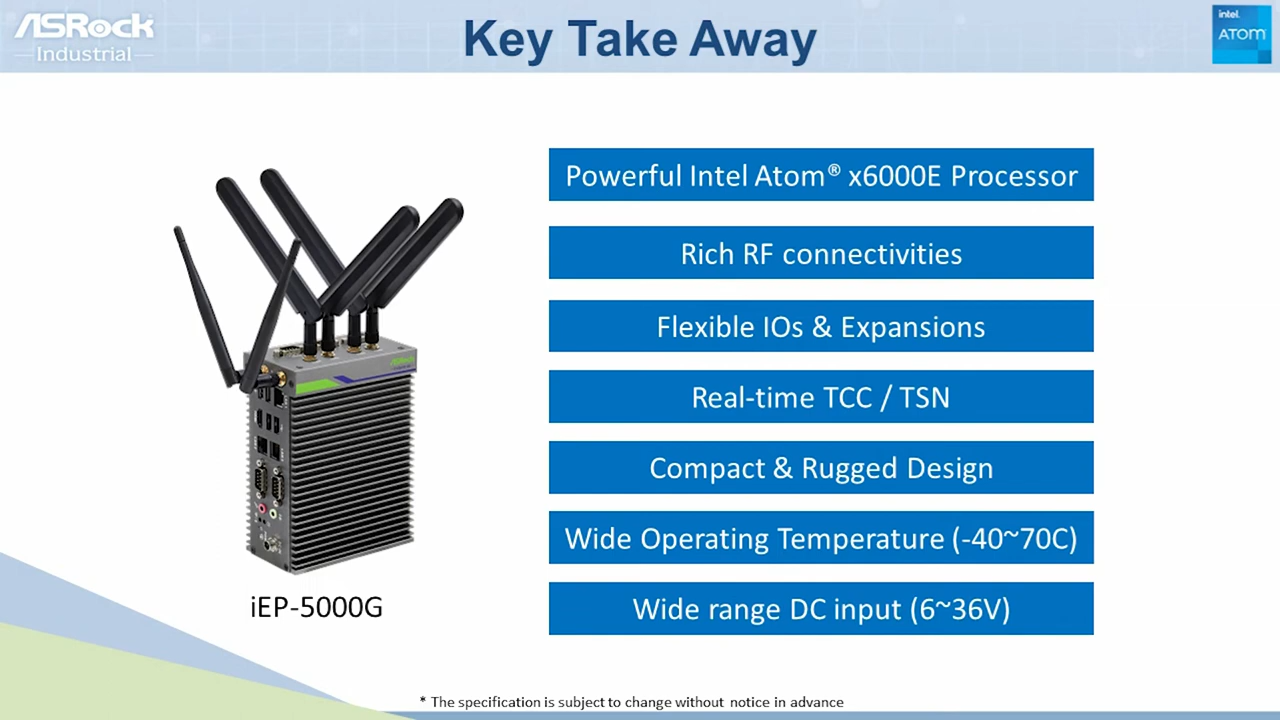 ASRock
Industrial
Key Take Away
intel.
ATOM
Powerful Intel Atom® x6000E Processor
Rich RF connectivities
Flexible IOs & Expansions
Real-time TCC / TSN
Compact & Rugged Design
Wide Operating Temperature (-40~70C)
Wide range DC input (6~36V)
ASRock
iEP-5000G
* The specification is subject to change without notice in advance